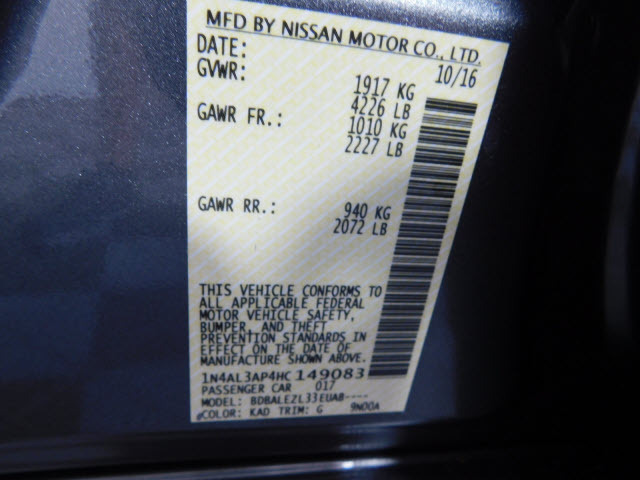 MFD BY NISSAN MOTOR CO., LTD.
DATE: 10/16
GVWR: 1917 KG
4226 LB
GAWR FR.: 1010 KG
2227 LB
GAWR RR.: 940 KG
2072 LB
THIS VEHICLE CONFORMS TO
ALL APPLICABLE FEDERAL
MOTOR VEHICLE SAFETY,
BUMPER, AND THEFT
PREVENTION STANDARDS IN
EFFECT ON THE DATE OF
MANUFACTURE SHOWN ABOVE.
1N4AL3AP4HC149083
PASSENGER CAR 017
MODEL: BDBALEZL33EUAB----
COLOR: KAD TRIM: G 9N00A